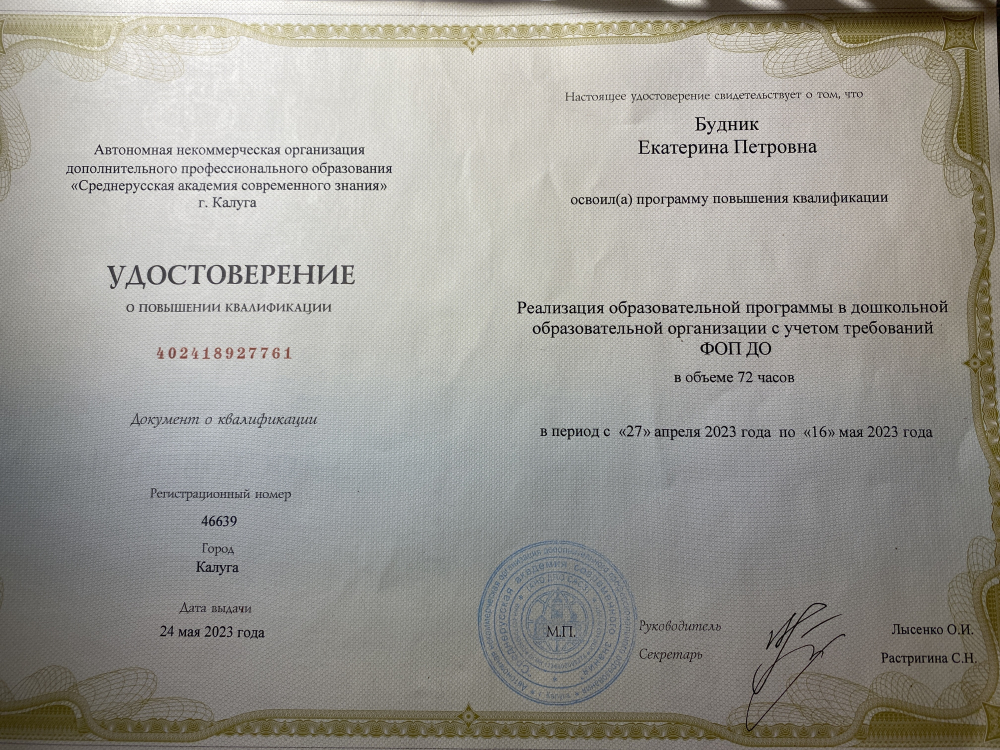 Автономная некоммерческая организация
дополнительного профессионального образования
«Среднерусская академия современного знания»
г. Калуга
УДОСТОВЕРЕНИЕ
О ПОВЫШЕНИИ КВАЛИФИКАЦИИ
402418927761
Документ о квалификации
Регистрационный номер
46639
Город
Калуга
Дата выдачи
24 мая 2023 года
Настоящее удостоверение свидетельствует о том, что
Будник
Екатерина Петровна
освоил(а) программу повышения квалификации
Реализация образовательной программы в дошкольной
образовательной организации с учетом требований
ФОП ДО
в объеме 72 часов
в период с «27» апреля 2023 года по «16» мая 2023 года
М.П.
Руководитель
Лысенко О.И.
Секретарь
Растригина С.Н.